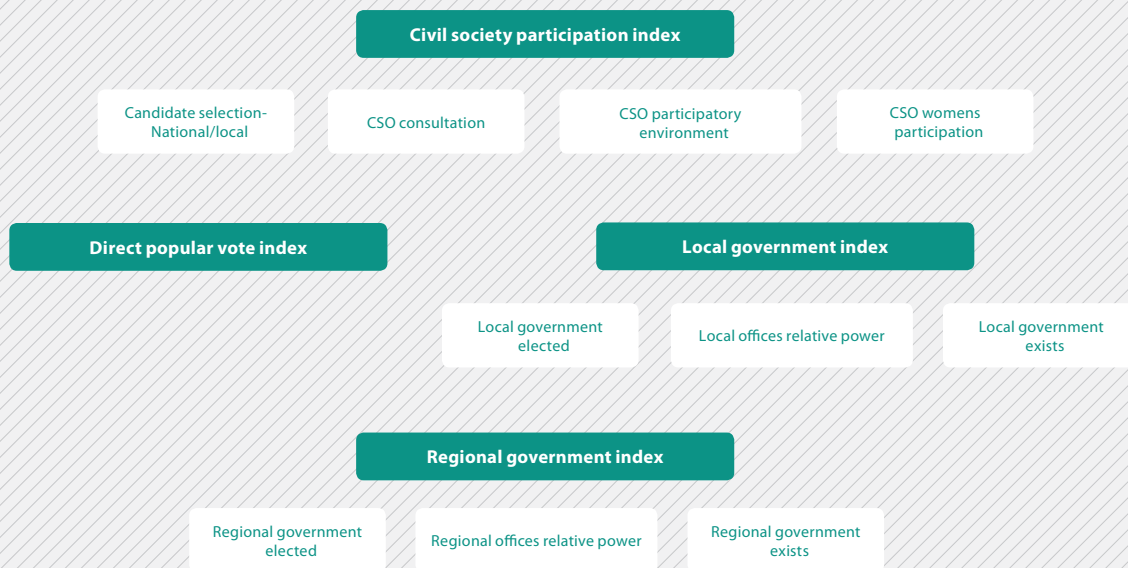 Civil society participation index
Candidate selection-
National/local
CSO consultation
CSO participatory
environment
CSO womens
participation
Direct popular vote index
Local government index
Local government
elected
Local offices relative power
Local government
exists
Regional government index
Regional government
elected
Regional offices relative power
Regional government
exists